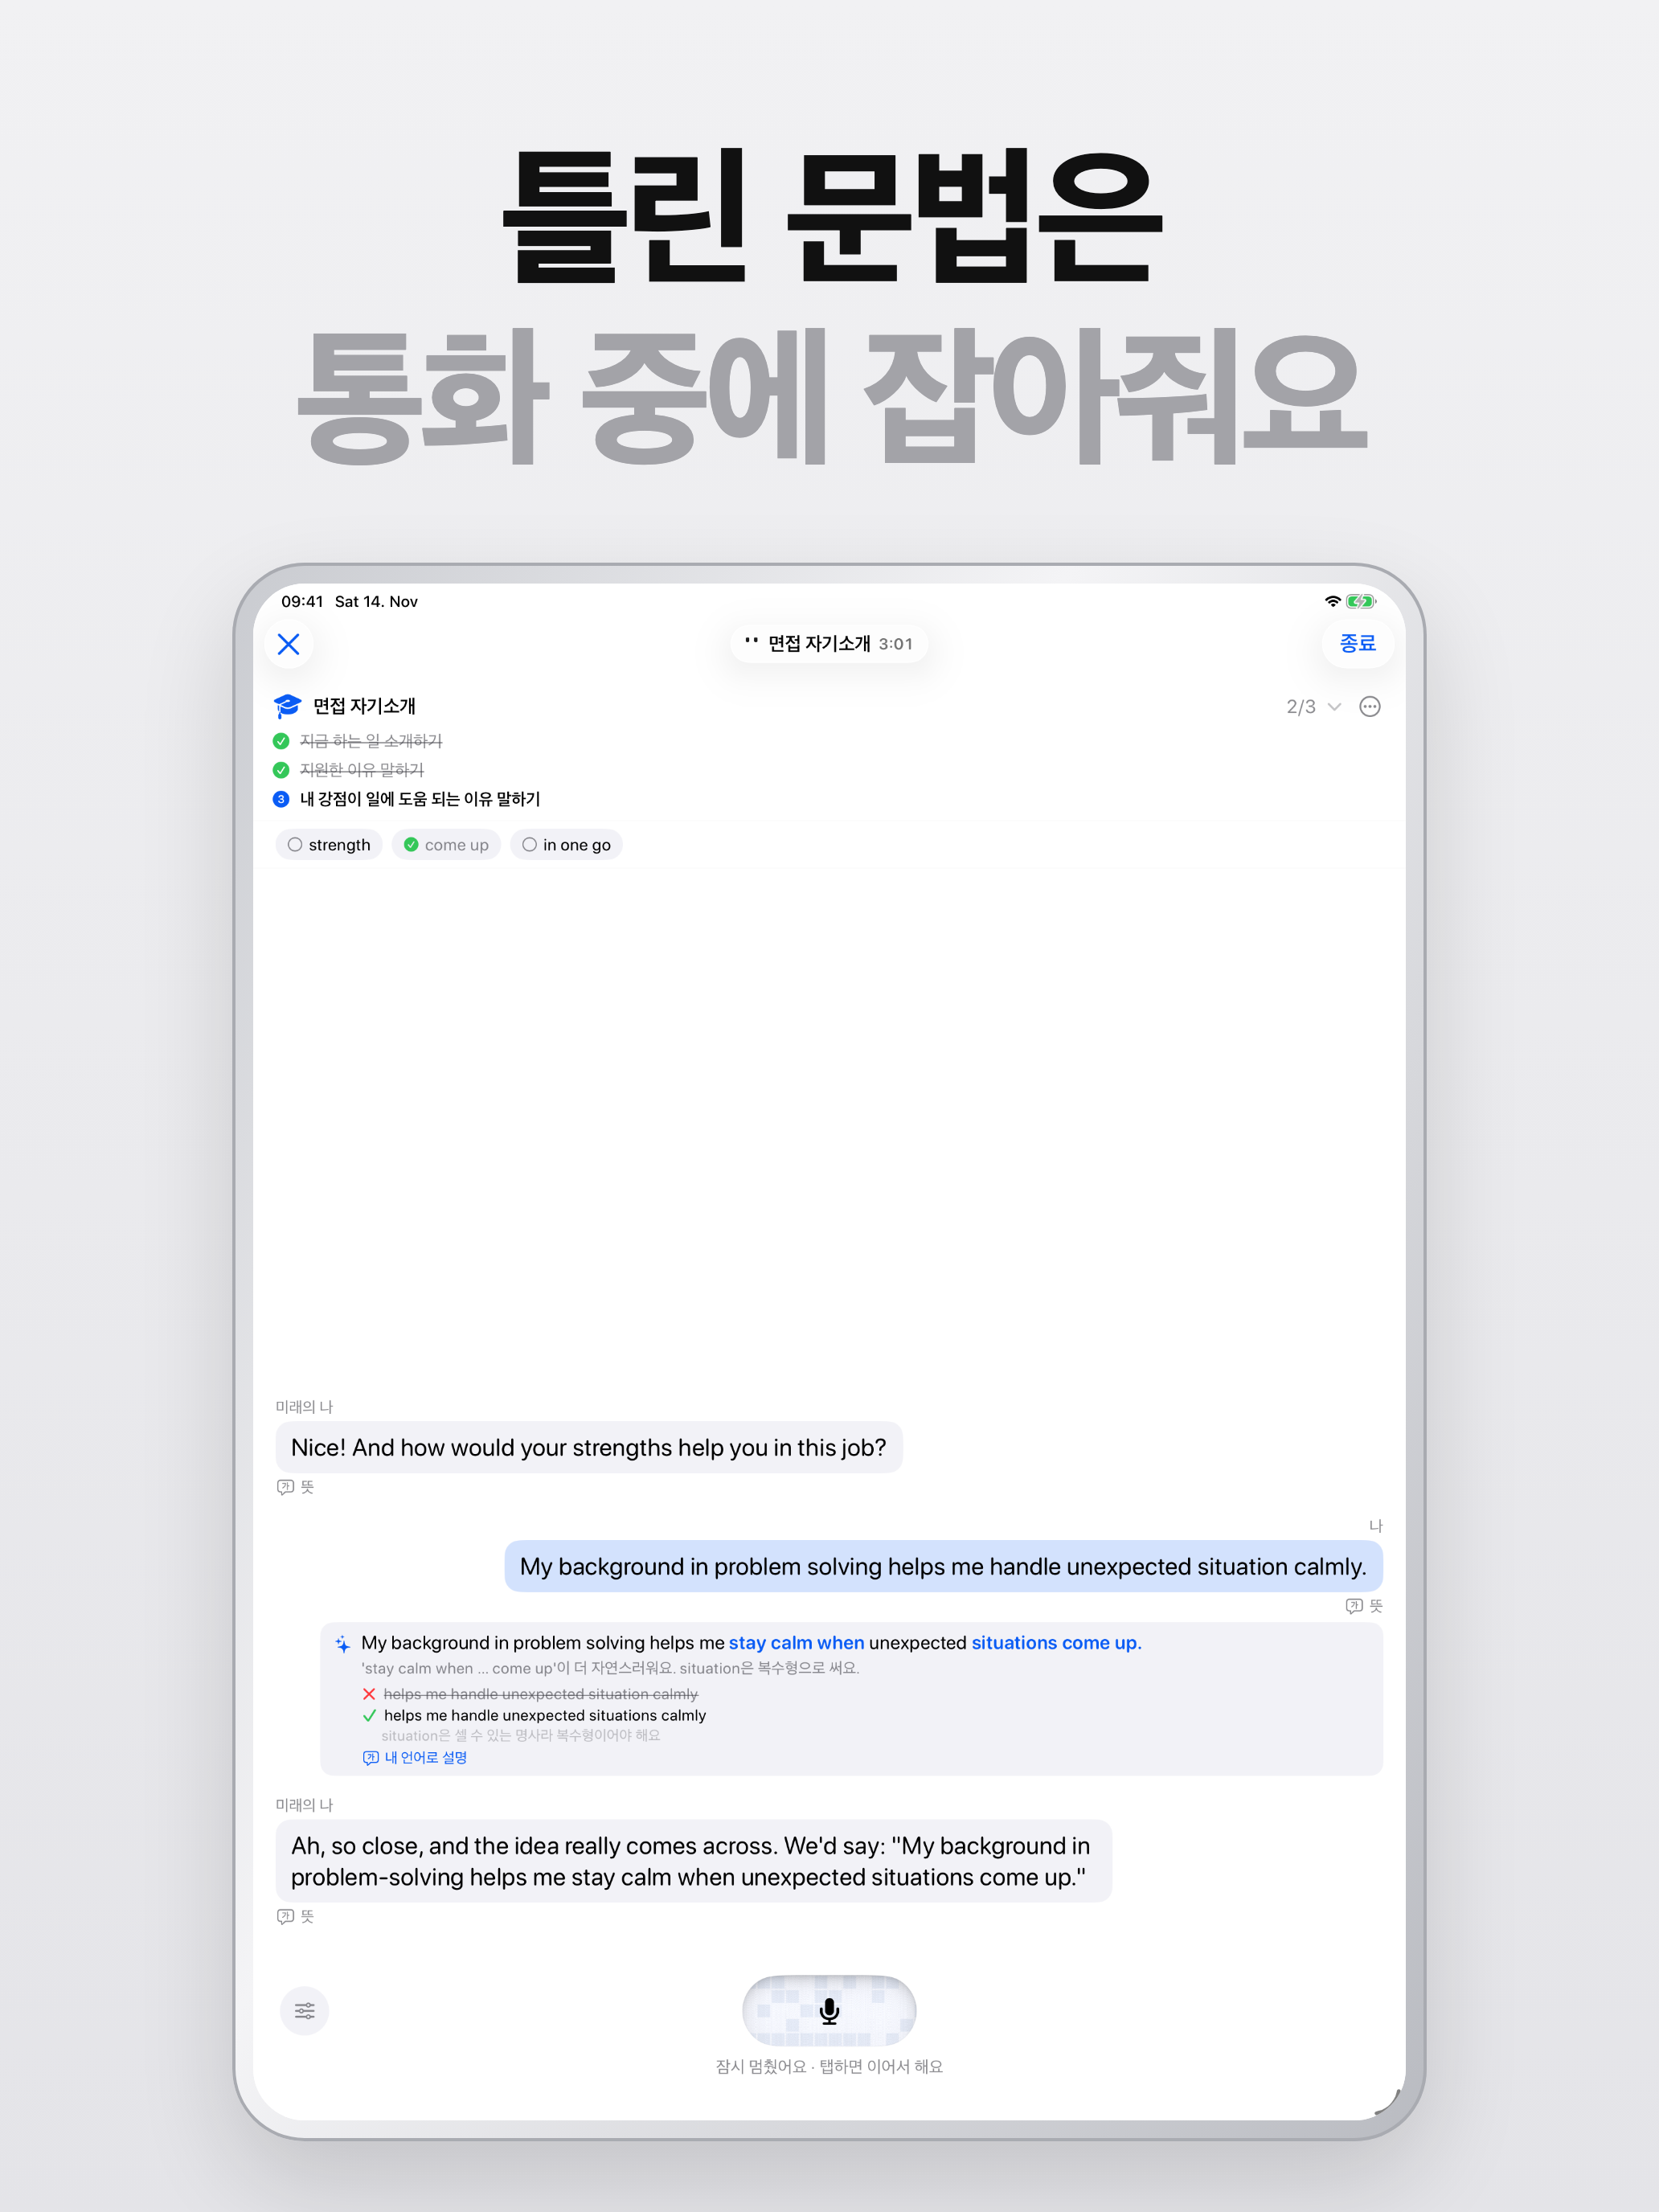 틀린 문법은
통화 중에 잡아줘요
09:41 Sat 14. Nov
면접 자기소개 3:01
종료
면접 자기소개
2/3
지금 하는 일 소개하기
지원한 이유 말하기
3 내 강점이 일에 도움 되는 이유 말하기
strength
come up
in one go
미래의 나
Nice! And how would your strengths help you in this job?
가 뜻
나
My background in problem solving helps me handle unexpected situation calmly.
가 뜻
My background in problem solving helps me stay calm when unexpected situations come up.
'stay calm when ... come up'이 더 자연스러워요. situation은 복수형으로 써요.
helps me handle unexpected situation calmly
helps me handle unexpected situations calmly
situation은 셀 수 있는 명사라 복수형이어야 해요
가 내 언어로 설명
미래의 나
Ah, so close, and the idea really comes across. We'd say: "My background in
problem-solving helps me stay calm when unexpected situations come up."
가 뜻
잠시 멈췄어요 · 탭하면 이어서 해요